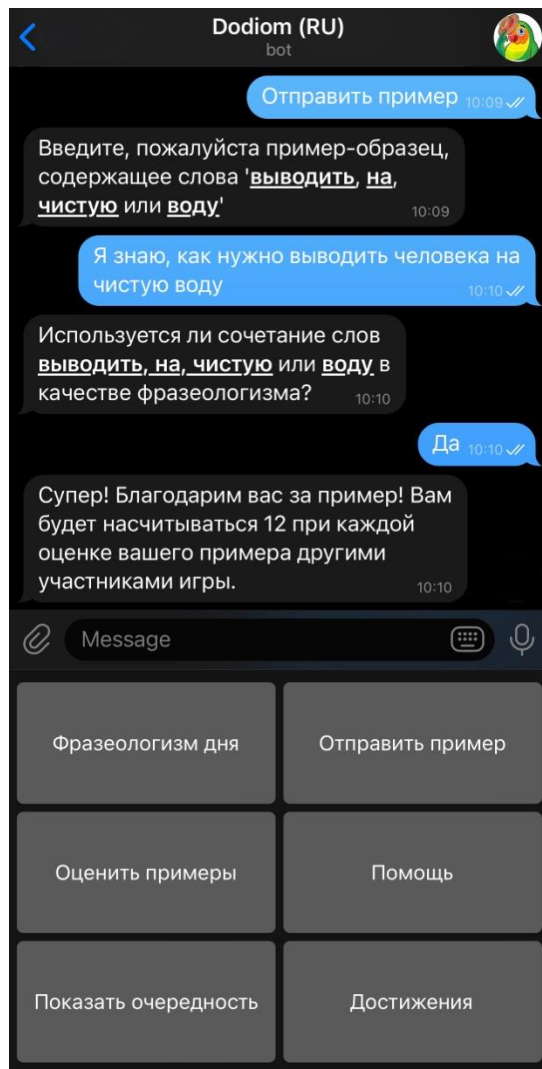 Dodiom (RU)
bot
Отправить пример 10:09
Введите, пожалуйста пример-образец,
содержащее слова 'выводить, на,
чистую или воду'
10:09
Я знаю, как нужно выводить человека на
чистую воду
10:10
Используется ли сочетание слов
выводить, на, чистую или воду в
качестве фразеологизма?
10:10
Да 10:10
Супер! Благодарим вас за пример! Вам
будет насчитываться 12 при каждой
оценке вашего примера другими
участниками игры.
10:10
Message
Фразеологизм дня
Отправить пример
Оценить примеры
Помощь
Показать очередность
Достижения